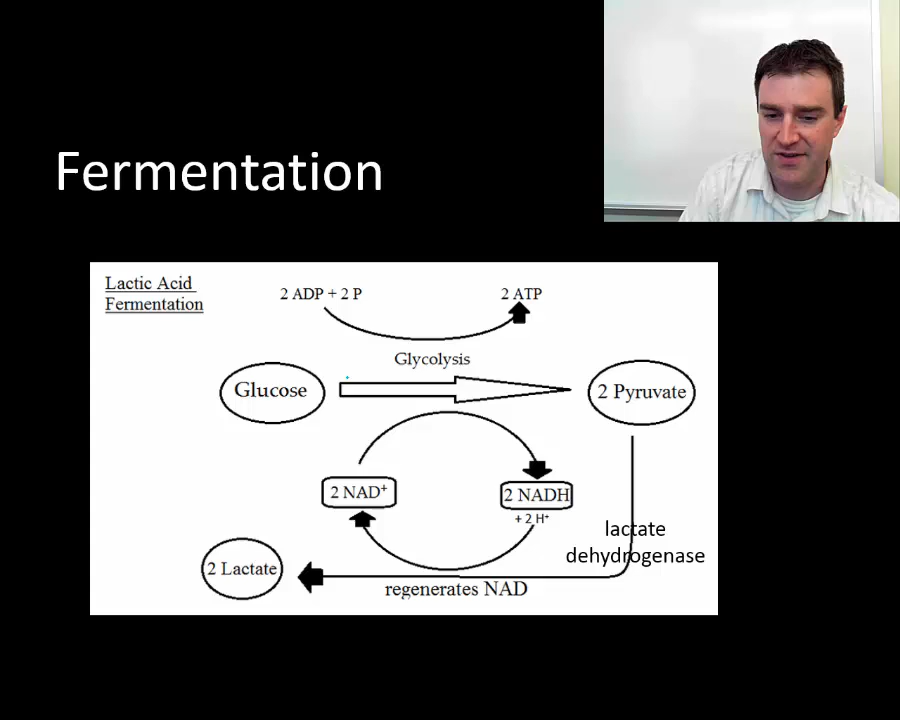 Fermentation
Lactic Acid
Fermentation
2 ADP + 2 P
2 ATP
Glycolysis
Glucose
2 Pyruvate
2 NAD⁺
2 NADH
+ 2 H⁺
lactate
dehydrogenase
2 Lactate
regenerates NAD